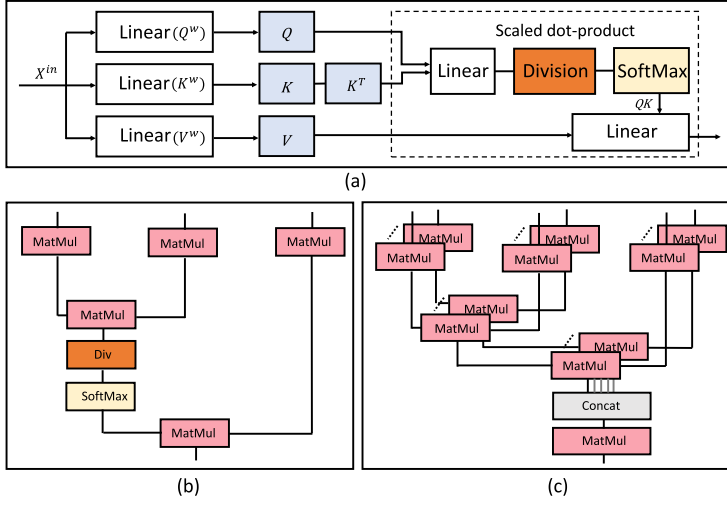 Scaled dot-product
Linear(Q^w) Q
X^in Linear(K^w) K K^T Linear Division SoftMax
QK
Linear(V^w) V Linear
(a)
MatMul MatMul MatMul
MatMul
Div
SoftMax
MatMul
(b)
MatMul MatMul MatMul
MatMul MatMul MatMul
MatMul
MatMul
MatMul
MatMul
Concat
MatMul
(c)